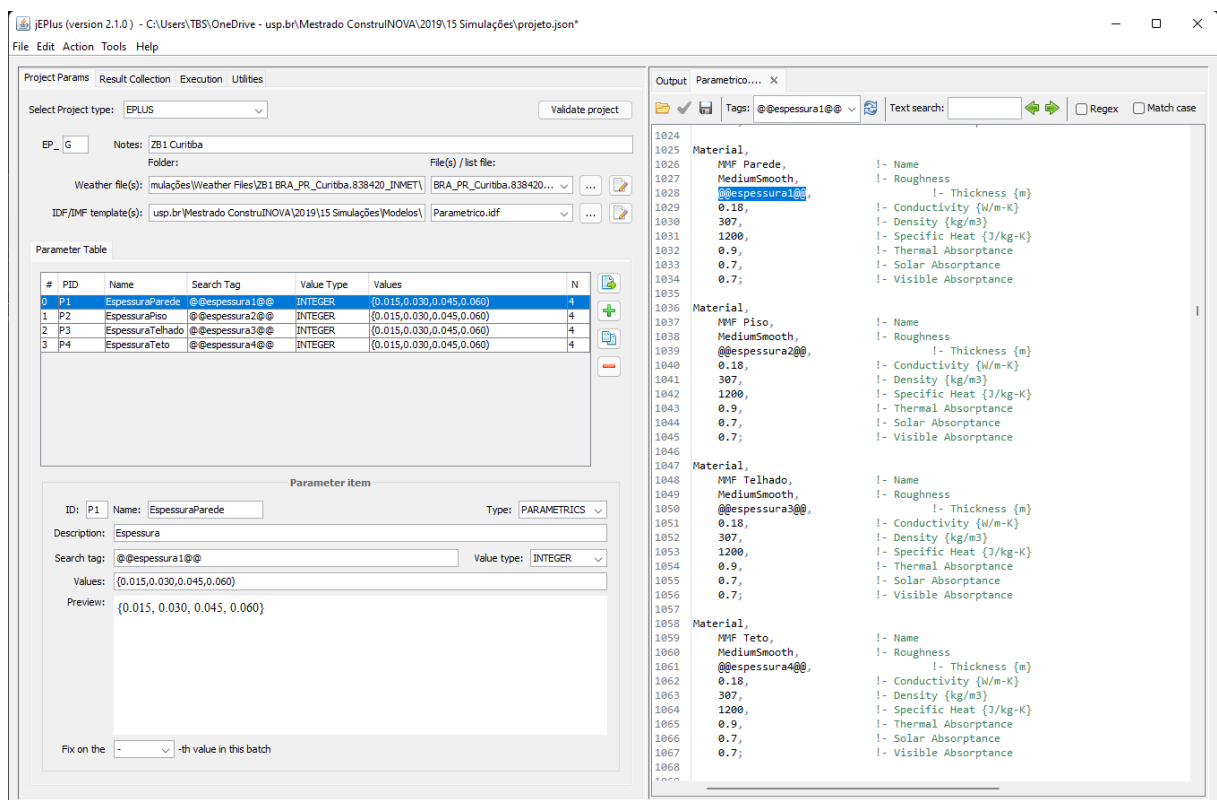 jEPlus (version 2.1.0 ) - C:\Users\TBS\OneDrive - usp.br\Mestrado ConstruINOVA\2019\15 Simulações\projeto.json*
File Edit Action Tools Help
Project Params Result Collection Execution Utilities
Select Project type: EPLUS Validate project
EP_ G Notes: ZB1 Curitiba
Folder: File(s) / list file:
Weather file(s): mulações\Weather Files\ZB1 BRA_PR_Curitiba.838420_INMET\ BRA_PR_Curitiba.838420... ...
IDF/IMF template(s): usp.br\Mestrado ConstruINOVA\2019\15 Simulações\Modelos\ Parametrico.idf ...
Parameter Table
# PID Name Search Tag Value Type Values N
0 P1 EspessuraParede @@espessura1@@ INTEGER {0.015,0.030,0.045,0.060) 4
1 P2 EspessuraPiso @@espessura2@@ INTEGER {0.015,0.030,0.045,0.060) 4
2 P3 EspessuraTelhado @@espessura3@@ INTEGER {0.015,0.030,0.045,0.060) 4
3 P4 EspessuraTeto @@espessura4@@ INTEGER {0.015,0.030,0.045,0.060) 4
Parameter item
ID: P1 Name: EspessuraParede Type: PARAMETRICS
Description: Espessura
Search tag: @@espessura1@@ Value type: INTEGER
Values: {0.015,0.030,0.045,0.060)
Preview: {0.015, 0.030, 0.045, 0.060}
Fix on the - -th value in this batch
Output Parametrico.... X
Tags: @@espessura1@@ Text search: Regex Match case
1024
1025 Material,
1026 MMF Parede, !- Name
1027 MediumSmooth, !- Roughness
1028 @@espessura1@@, !- Thickness {m}
1029 0.18, !- Conductivity {W/m-K}
1030 307, !- Density {kg/m3}
1031 1200, !- Specific Heat {J/kg-K}
1032 0.9, !- Thermal Absorptance
1033 0.7, !- Solar Absorptance
1034 0.7; !- Visible Absorptance
1035
1036 Material,
1037 MMF Piso, !- Name
1038 MediumSmooth, !- Roughness
1039 @@espessura2@@, !- Thickness {m}
1040 0.18, !- Conductivity {W/m-K}
1041 307, !- Density {kg/m3}
1042 1200, !- Specific Heat {J/kg-K}
1043 0.9, !- Thermal Absorptance
1044 0.7, !- Solar Absorptance
1045 0.7; !- Visible Absorptance
1046
1047 Material,
1048 MMF Telhado, !- Name
1049 MediumSmooth, !- Roughness
1050 @@espessura3@@, !- Thickness {m}
1051 0.18, !- Conductivity {W/m-K}
1052 307, !- Density {kg/m3}
1053 1200, !- Specific Heat {J/kg-K}
1054 0.9, !- Thermal Absorptance
1055 0.7, !- Solar Absorptance
1056 0.7; !- Visible Absorptance
1057
1058 Material,
1059 MMF Teto, !- Name
1060 MediumSmooth, !- Roughness
1061 @@espessura4@@, !- Thickness {m}
1062 0.18, !- Conductivity {W/m-K}
1063 307, !- Density {kg/m3}
1064 1200, !- Specific Heat {J/kg-K}
1065 0.9, !- Thermal Absorptance
1066 0.7, !- Solar Absorptance
1067 0.7; !- Visible Absorptance
1068